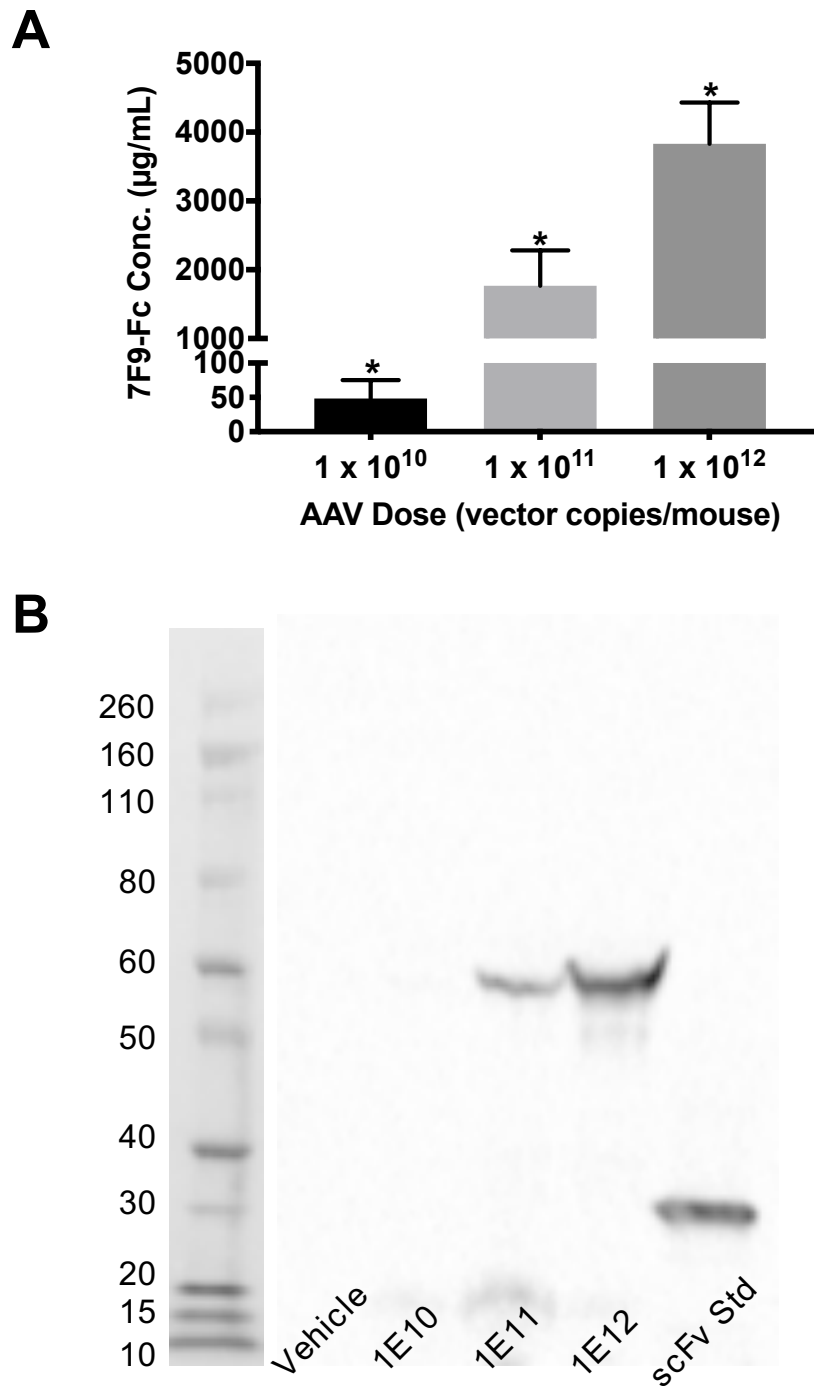 A
5000
4000
3000
2000
1000
100
50
0
7F9-Fc Conc. (µg/mL)
*
*
*
1 x 10¹⁰ 1 x 10¹¹ 1 x 10¹²
AAV Dose (vector copies/mouse)
B
260
160
110
80
60
50
40
30
20
15
10
Vehicle
1E10
1E11
1E12
scFv Std